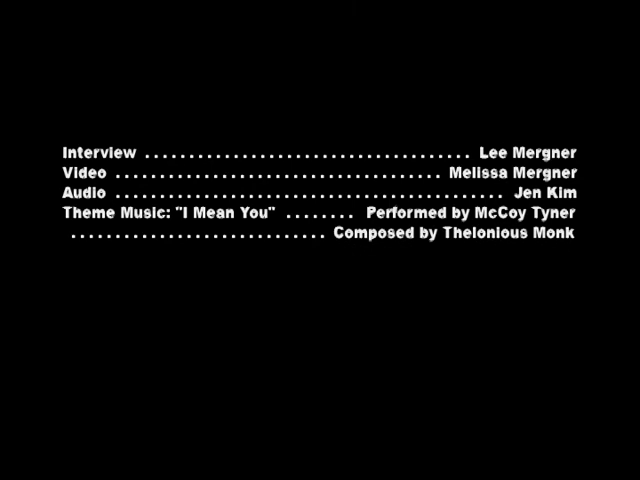 Interview ..................................... Lee Mergner
Video ..................................... Melissa Mergner
Audio ............................................ Jen Kim
Theme Music: "I Mean You" ........ Performed by McCoy Tyner
............................. Composed by Thelonious Monk